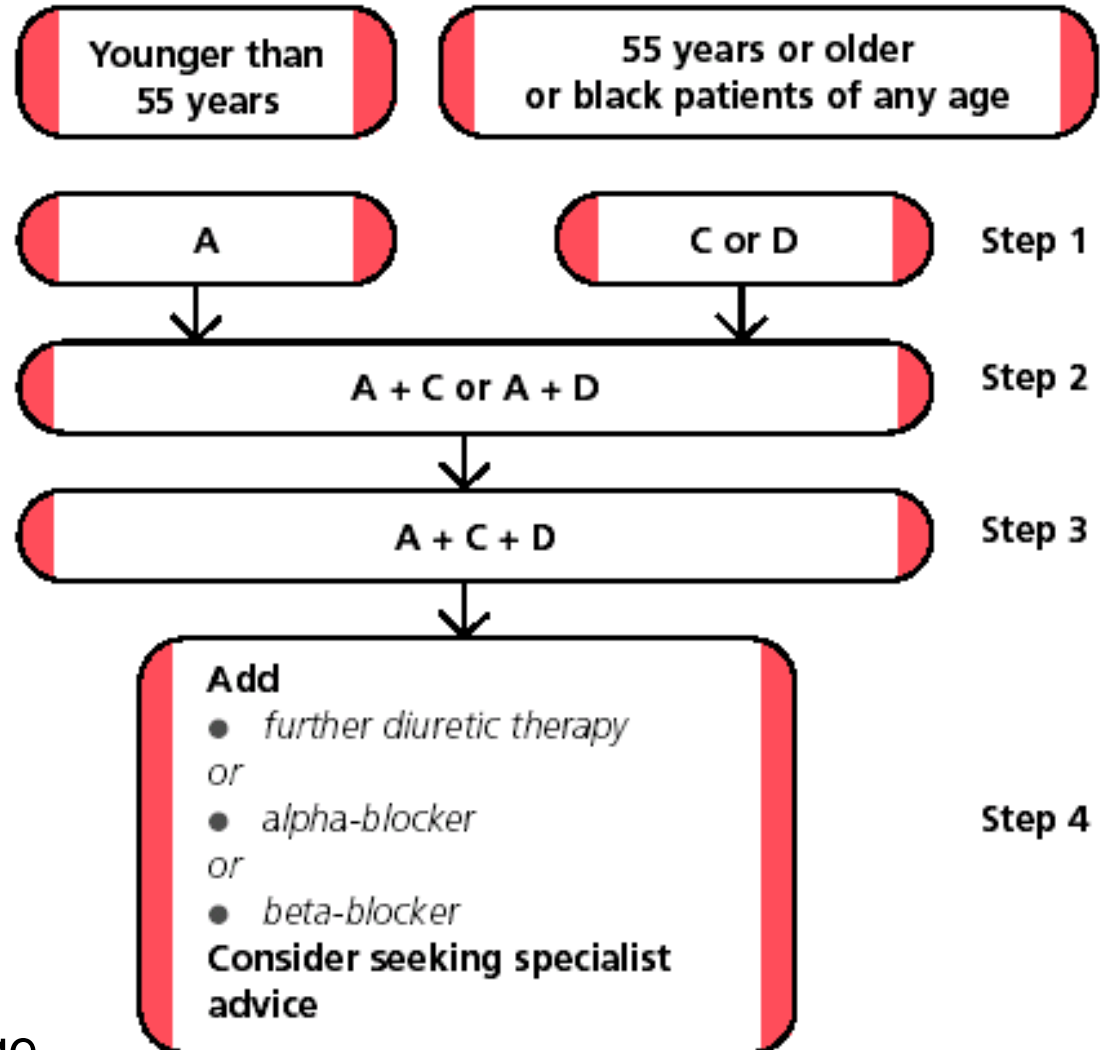 Younger than
55 years
55 years or older
or black patients of any age
A
C or D
Step 1
A + C or A + D
Step 2
A + C + D
Step 3
Add
● further diuretic therapy
or
● alpha-blocker
or
● beta-blocker
Consider seeking specialist
advice
Step 4